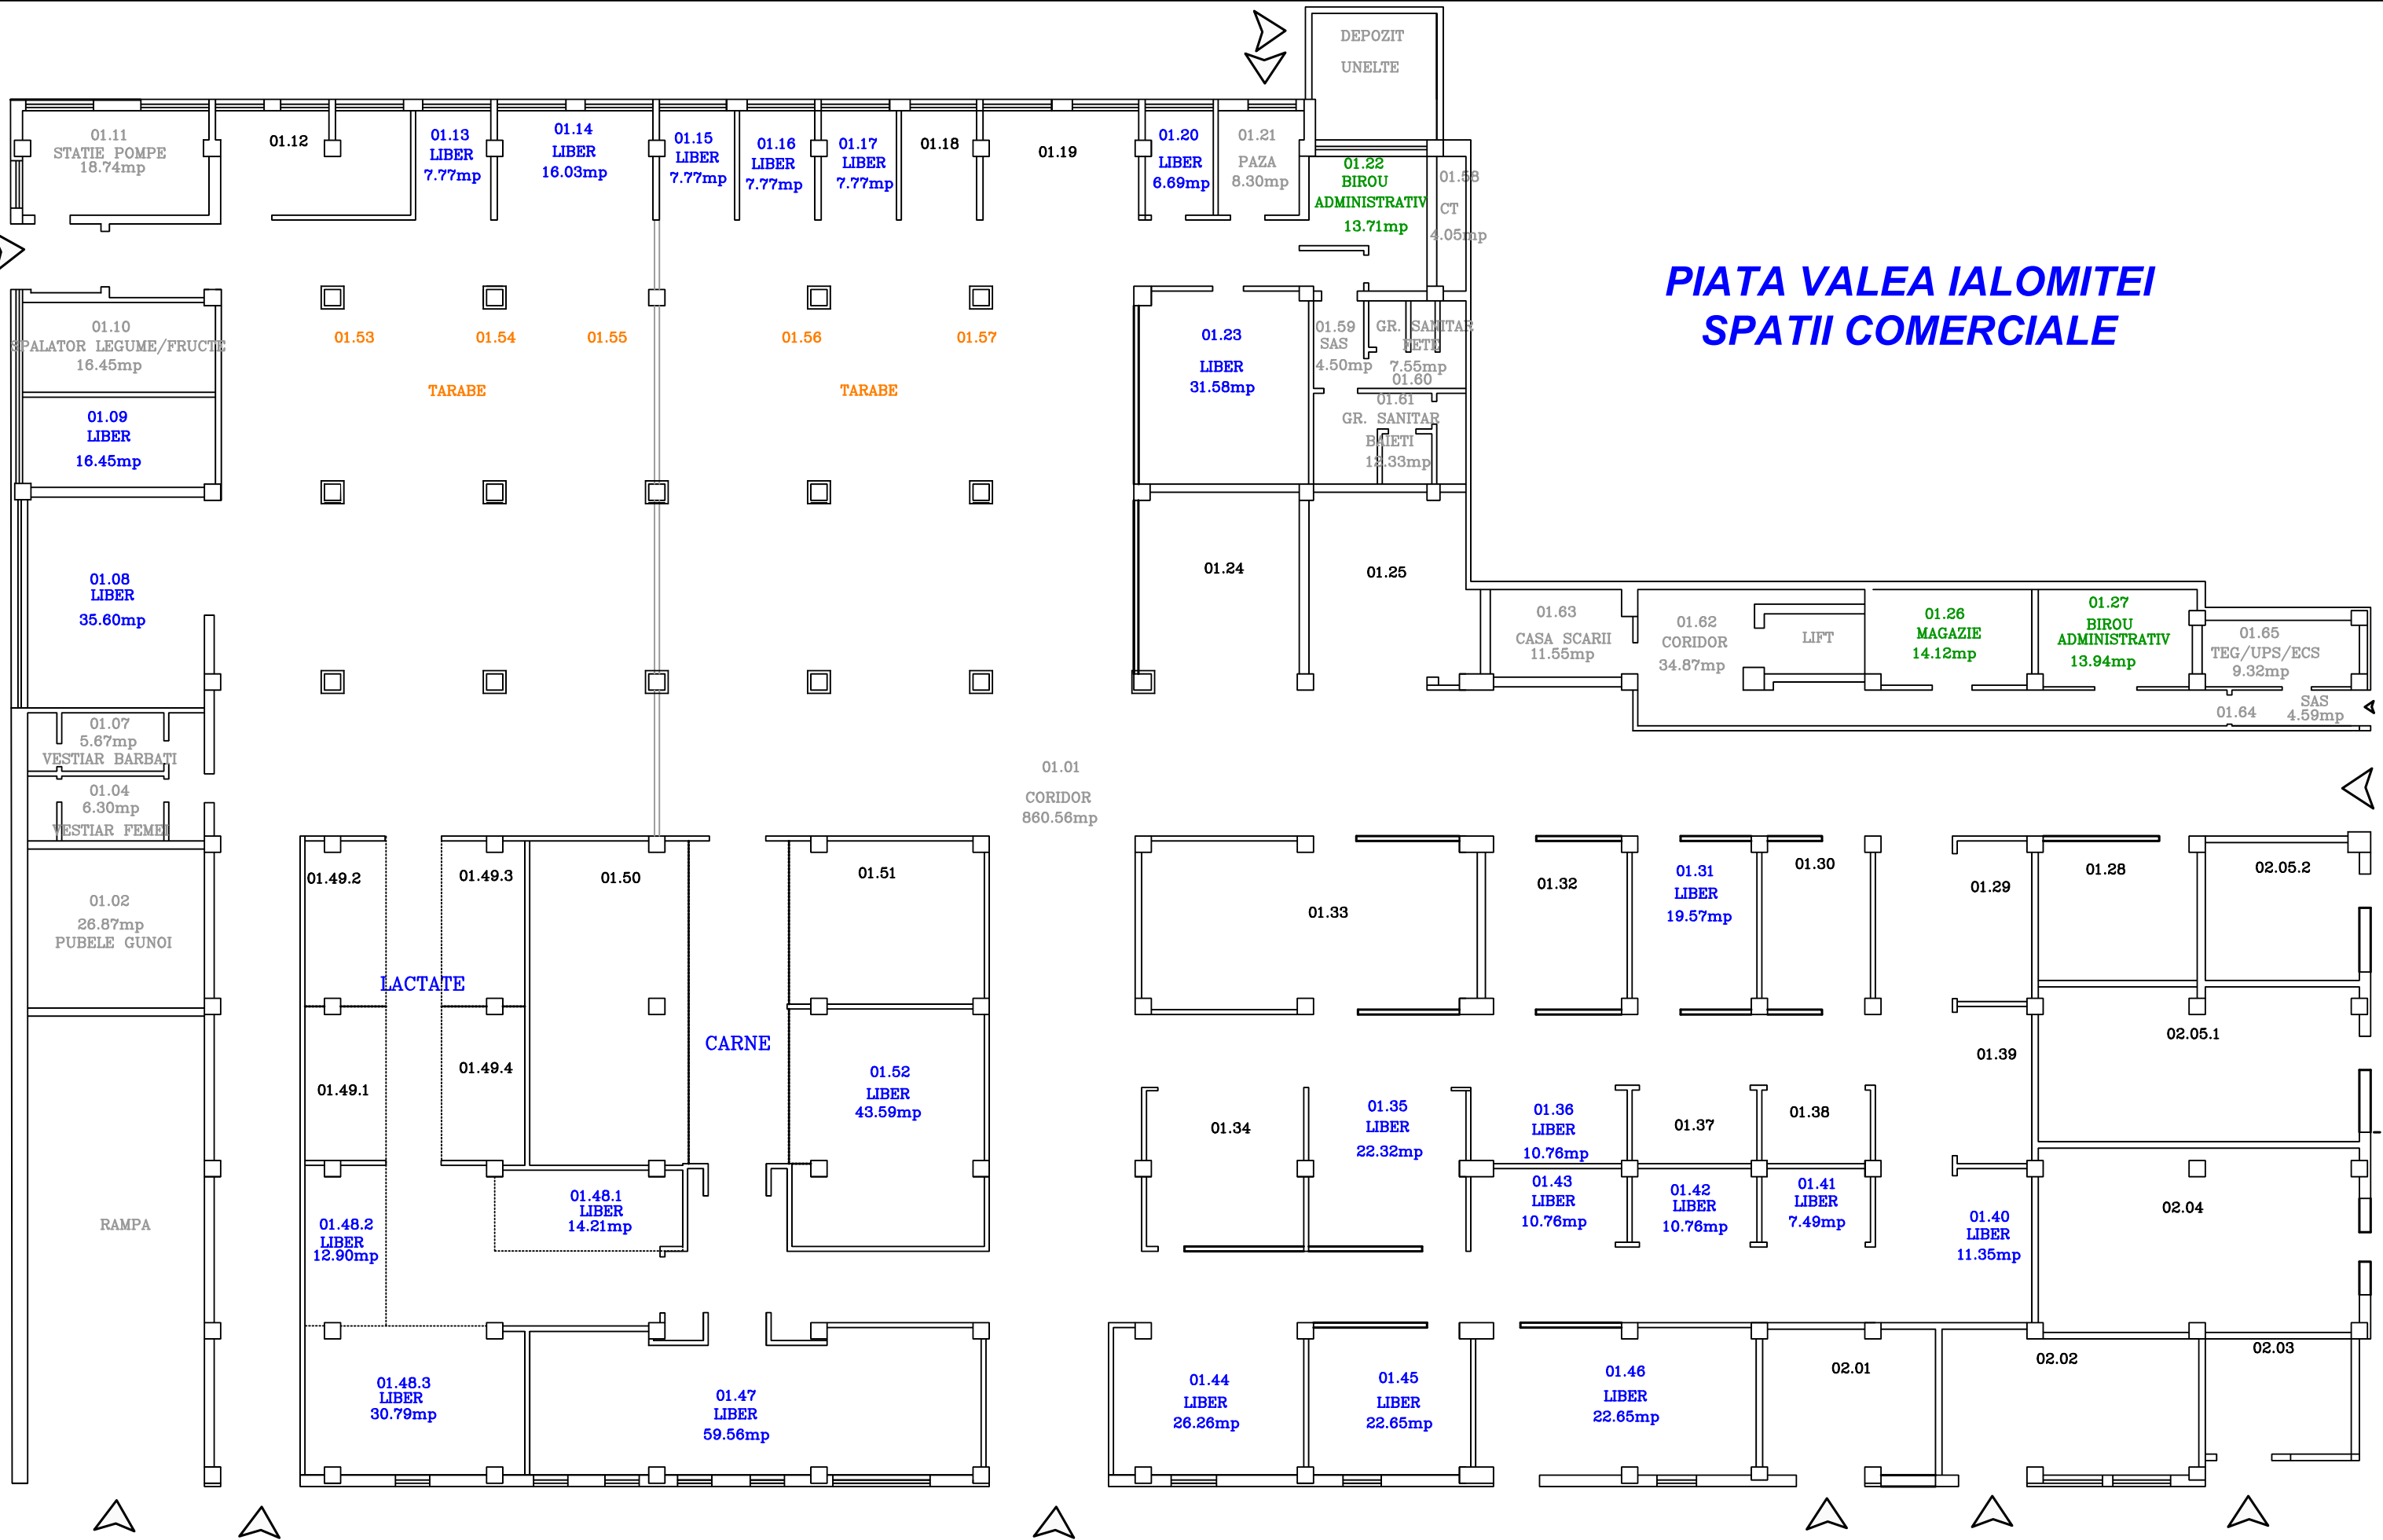 DEPOZIT
UNELTE
01.11
STATIE POMPE
18.74mp
01.12
01.13
LIBER
7.77mp
01.14
LIBER
16.03mp
01.15
LIBER
7.77mp
01.16
LIBER
7.77mp
01.17
LIBER
7.77mp
01.18
01.19
01.20
LIBER
6.69mp
01.21
PAZA
8.30mp
01.22
BIROU
ADMINISTRATIV
13.71mp
01.58
CT
4.05mp
PIATA VALEA IALOMITEI
SPATII COMERCIALE
01.10
SPALATOR LEGUME/FRUCTE
16.45mp
01.53
01.54
01.55
01.56
01.57
TARABE
TARABE
01.23
LIBER
31.58mp
01.59
SAS
4.50mp
GR. SANITAR
FETE
7.55mp
01.60
01.61
GR. SANITAR
BAIETI
12.33mp
01.09
LIBER
16.45mp
01.08
LIBER
35.60mp
01.24
01.25
01.63
CASA SCARII
11.55mp
01.62
CORIDOR
34.87mp
LIFT
01.26
MAGAZIE
14.12mp
01.27
BIROU
ADMINISTRATIV
13.94mp
01.65
TEG/UPS/ECS
9.32mp
01.64
SAS
4.59mp
01.07
5.67mp
VESTIAR BARBATI
01.04
6.30mp
VESTIAR FEMEI
01.01
CORIDOR
860.56mp
01.02
26.87mp
PUBELE GUNOI
01.49.2
01.49.3
01.50
01.51
01.33
01.32
01.31
LIBER
19.57mp
01.30
01.29
01.28
02.05.2
LACTATE
CARNE
01.49.1
01.49.4
01.52
LIBER
43.59mp
01.34
01.35
LIBER
22.32mp
01.36
LIBER
10.76mp
01.37
01.38
01.39
02.05.1
01.43
LIBER
10.76mp
01.42
LIBER
10.76mp
01.41
LIBER
7.49mp
01.40
LIBER
11.35mp
02.04
RAMPA
01.48.2
LIBER
12.90mp
01.48.1
LIBER
14.21mp
01.48.3
LIBER
30.79mp
01.47
LIBER
59.56mp
01.44
LIBER
26.26mp
01.45
LIBER
22.65mp
01.46
LIBER
22.65mp
02.01
02.02
02.03